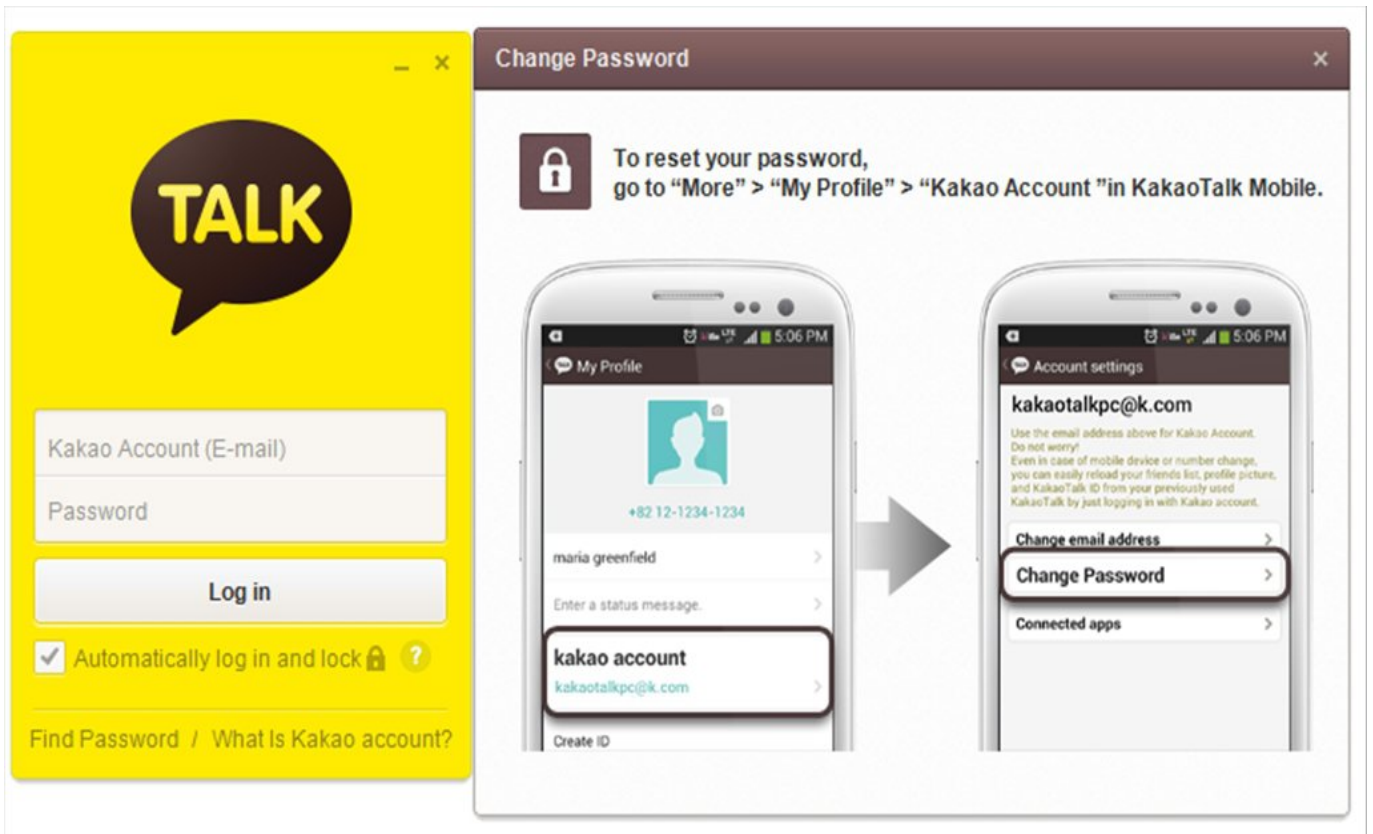 TALK
Kakao Account (E-mail)
Password
Log in
Automatically log in and lock
?
Find Password / What Is Kakao account?
Change Password
To reset your password,
go to “More” > “My Profile” > “Kakao Account ”in KakaoTalk Mobile.
5:06 PM
My Profile
+82 12-1234-1234
maria greenfield
Enter a status message.
kakao account
kakaotalkpc@k.com
Create ID
5:06 PM
Account settings
kakaotalkpc@k.com
Use the email address above for Kakao Account.
Do not worry!
Even in case of mobile device or number change,
you can easily reload your friends list, profile picture,
and KakaoTalk ID from your previously used
KakaoTalk by just logging in with Kakao account.
Change email address
Change Password
Connected apps